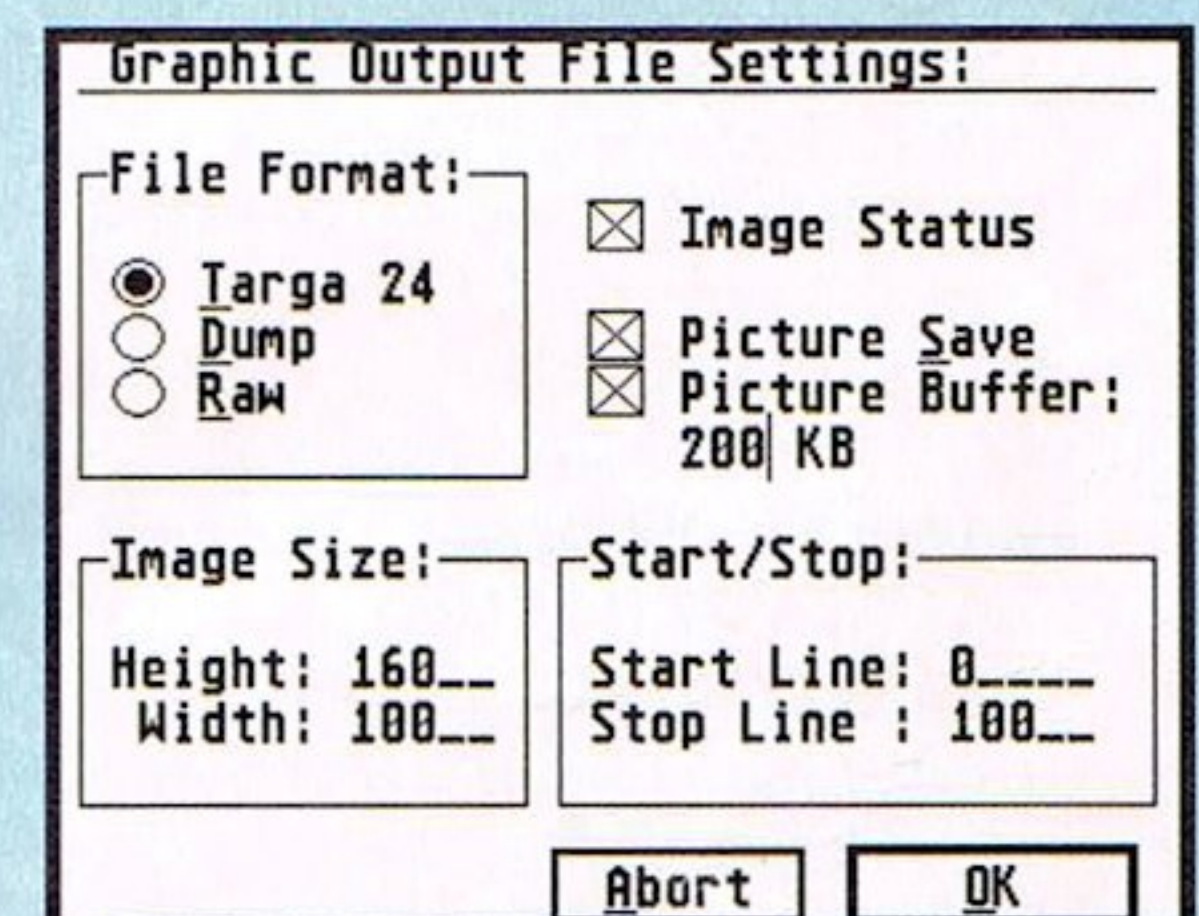 Graphic Output File Settings:
File Format:
Targa 24
Dump
Raw
Image Status
Picture Save
Picture Buffer:
200 KB
Image Size:
Height: 160__
Width: 100__
Start/Stop:
Start Line: 0____
Stop Line : 100__
Abort
OK